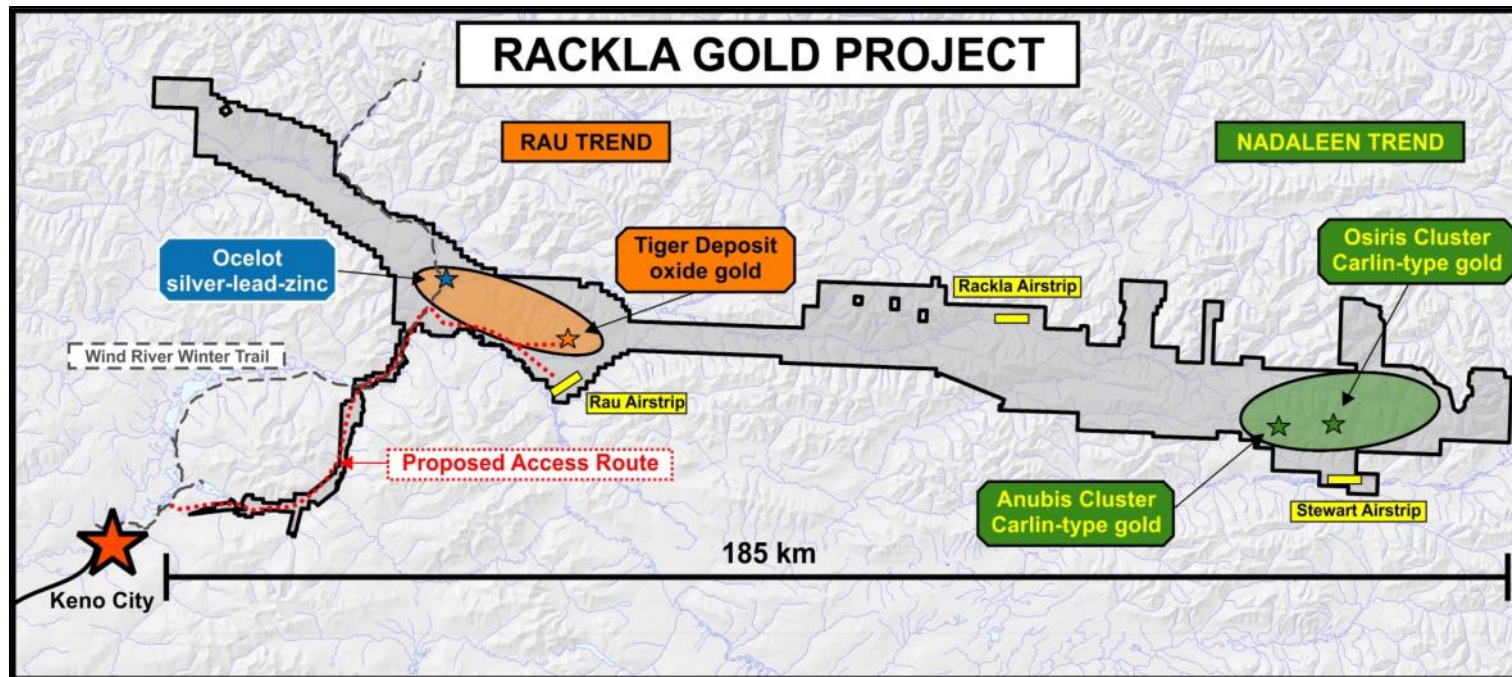 RACKLA GOLD PROJECT
RAU TREND
NADALEEN TREND
Ocelot
silver-lead-zinc
Tiger Deposit
oxide gold
Osiris Cluster
Carlin-type gold
Rackla Airstrip
Wind River Winter Trail
Rau Airstrip
Proposed Access Route
Anubis Cluster
Carlin-type gold
Stewart Airstrip
185 km
Keno City